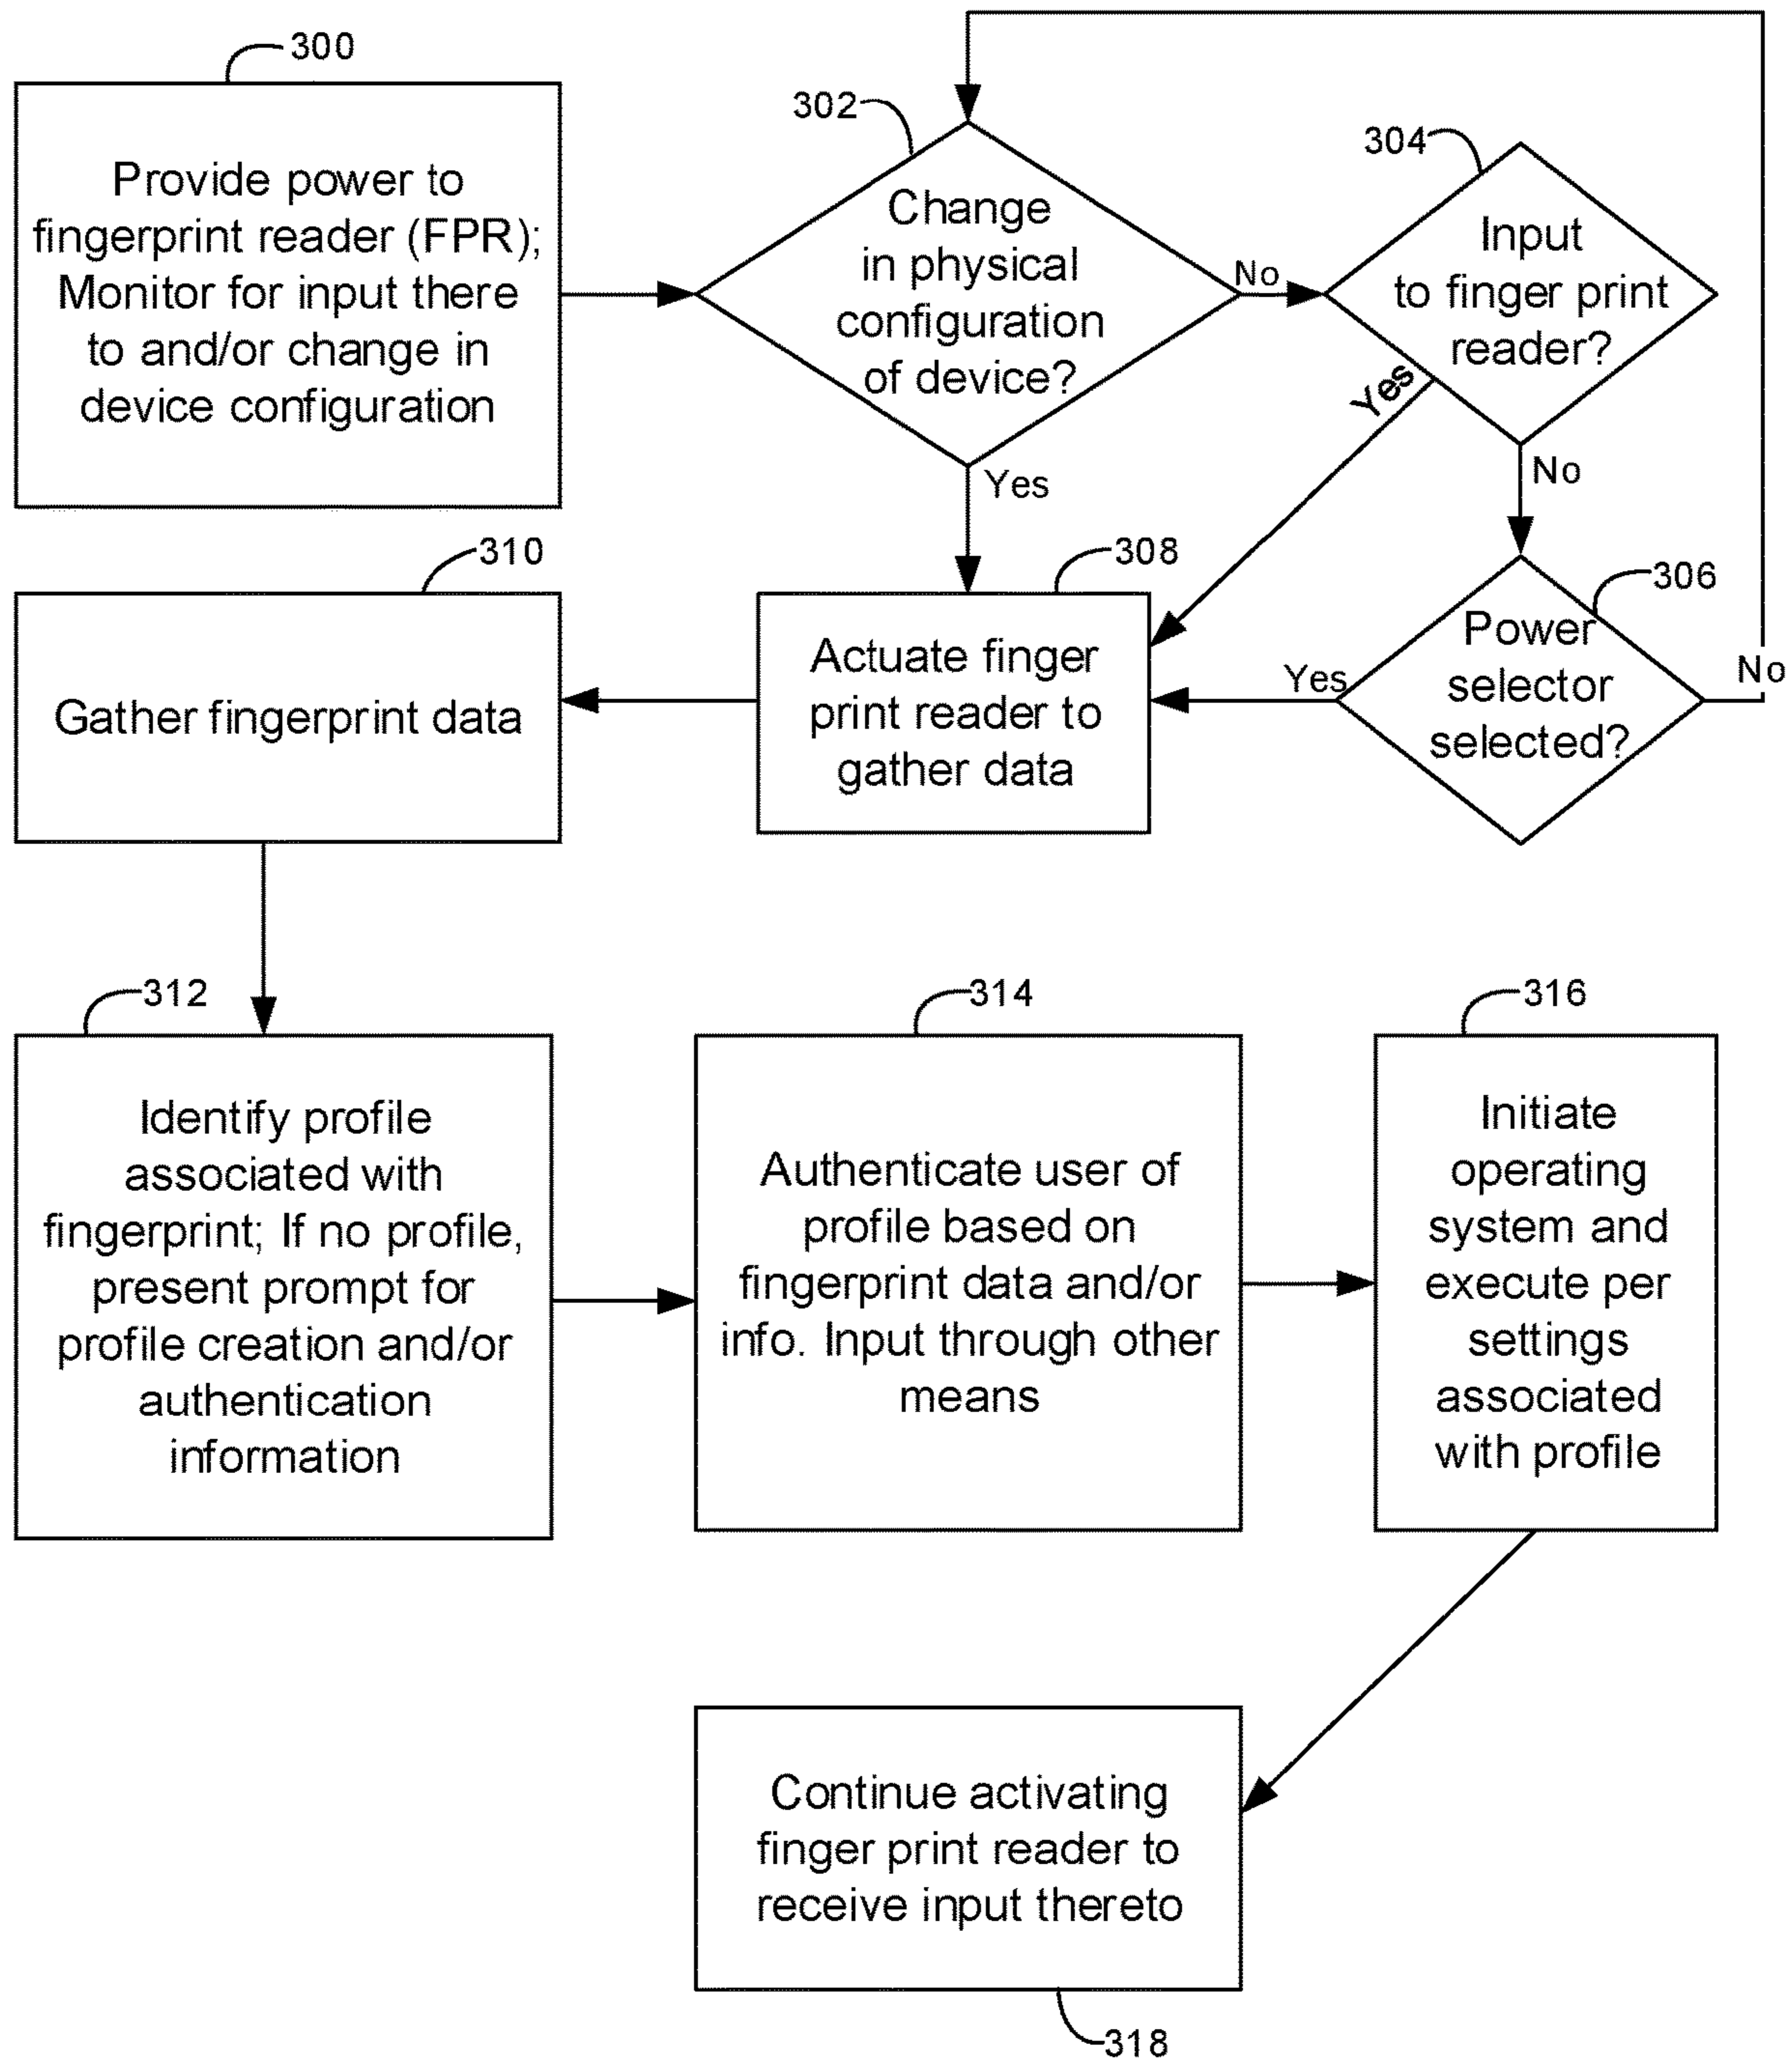 300
Provide power to
fingerprint reader (FPR);
Monitor for input there
to and/or change in
device configuration
302
Change
in physical
configuration
of device?
No
Yes
304
Input
to finger print
reader?
Yes
No
306
Power
selector
selected?
Yes
No
308
Actuate finger
print reader to
gather data
310
Gather fingerprint data
312
Identify profile
associated with
fingerprint; If no profile,
present prompt for
profile creation and/or
authentication
information
314
Authenticate user of
profile based on
fingerprint data and/or
info. Input through other
means
316
Initiate
operating
system and
execute per
settings
associated
with profile
Continue activating
finger print reader to
receive input thereto
318